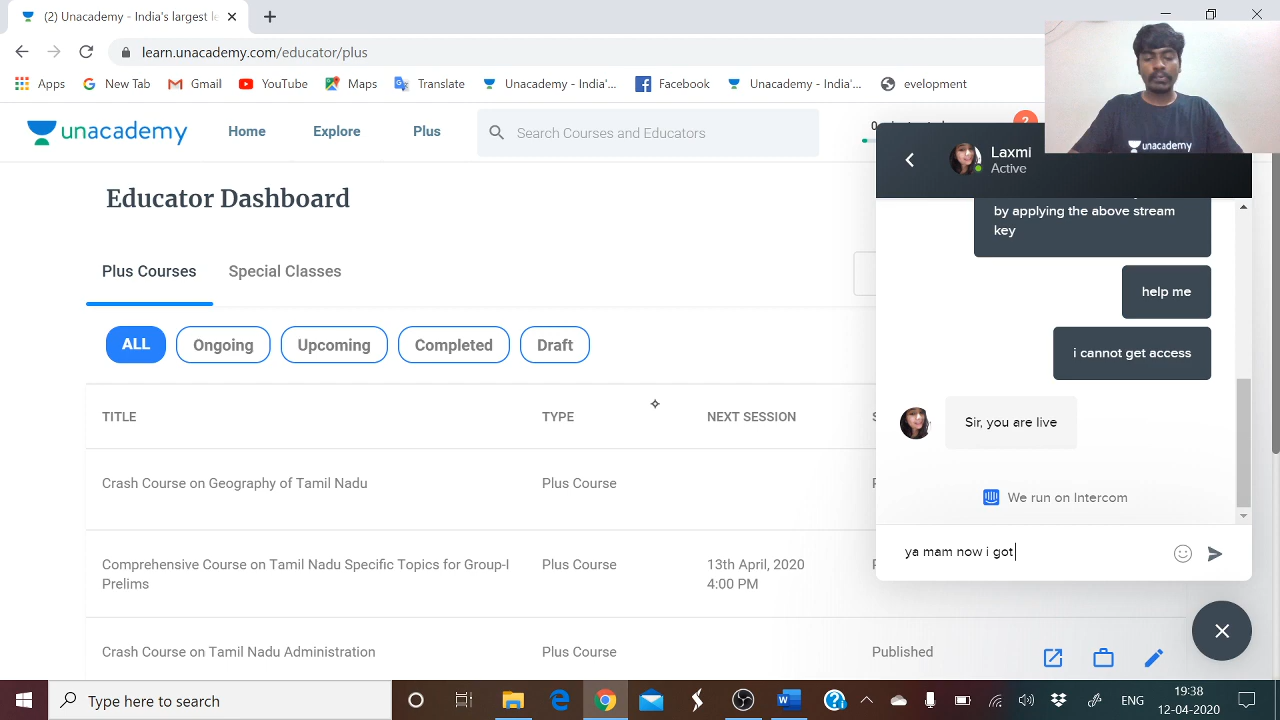 (2) Unacademy - India's largest le
learn.unacademy.com/educator/plus
Apps New Tab Gmail YouTube Maps Translate Unacademy - India'... Facebook Unacademy - India'... evelopment
unacademy Home Explore Plus Search Courses and Educators
unacademy
Laxmi
Active
Educator Dashboard
Plus Courses Special Classes
ALL Ongoing Upcoming Completed Draft
TITLE TYPE NEXT SESSION S
Crash Course on Geography of Tamil Nadu Plus Course
Comprehensive Course on Tamil Nadu Specific Topics for Group-I
Prelims
Plus Course
13th April, 2020
4:00 PM
Crash Course on Tamil Nadu Administration Plus Course Published
by applying the above stream
key
help me
i cannot get access
Sir, you are live
We run on Intercom
ya mam now i got
Type here to search
ENG
19:38
12-04-2020